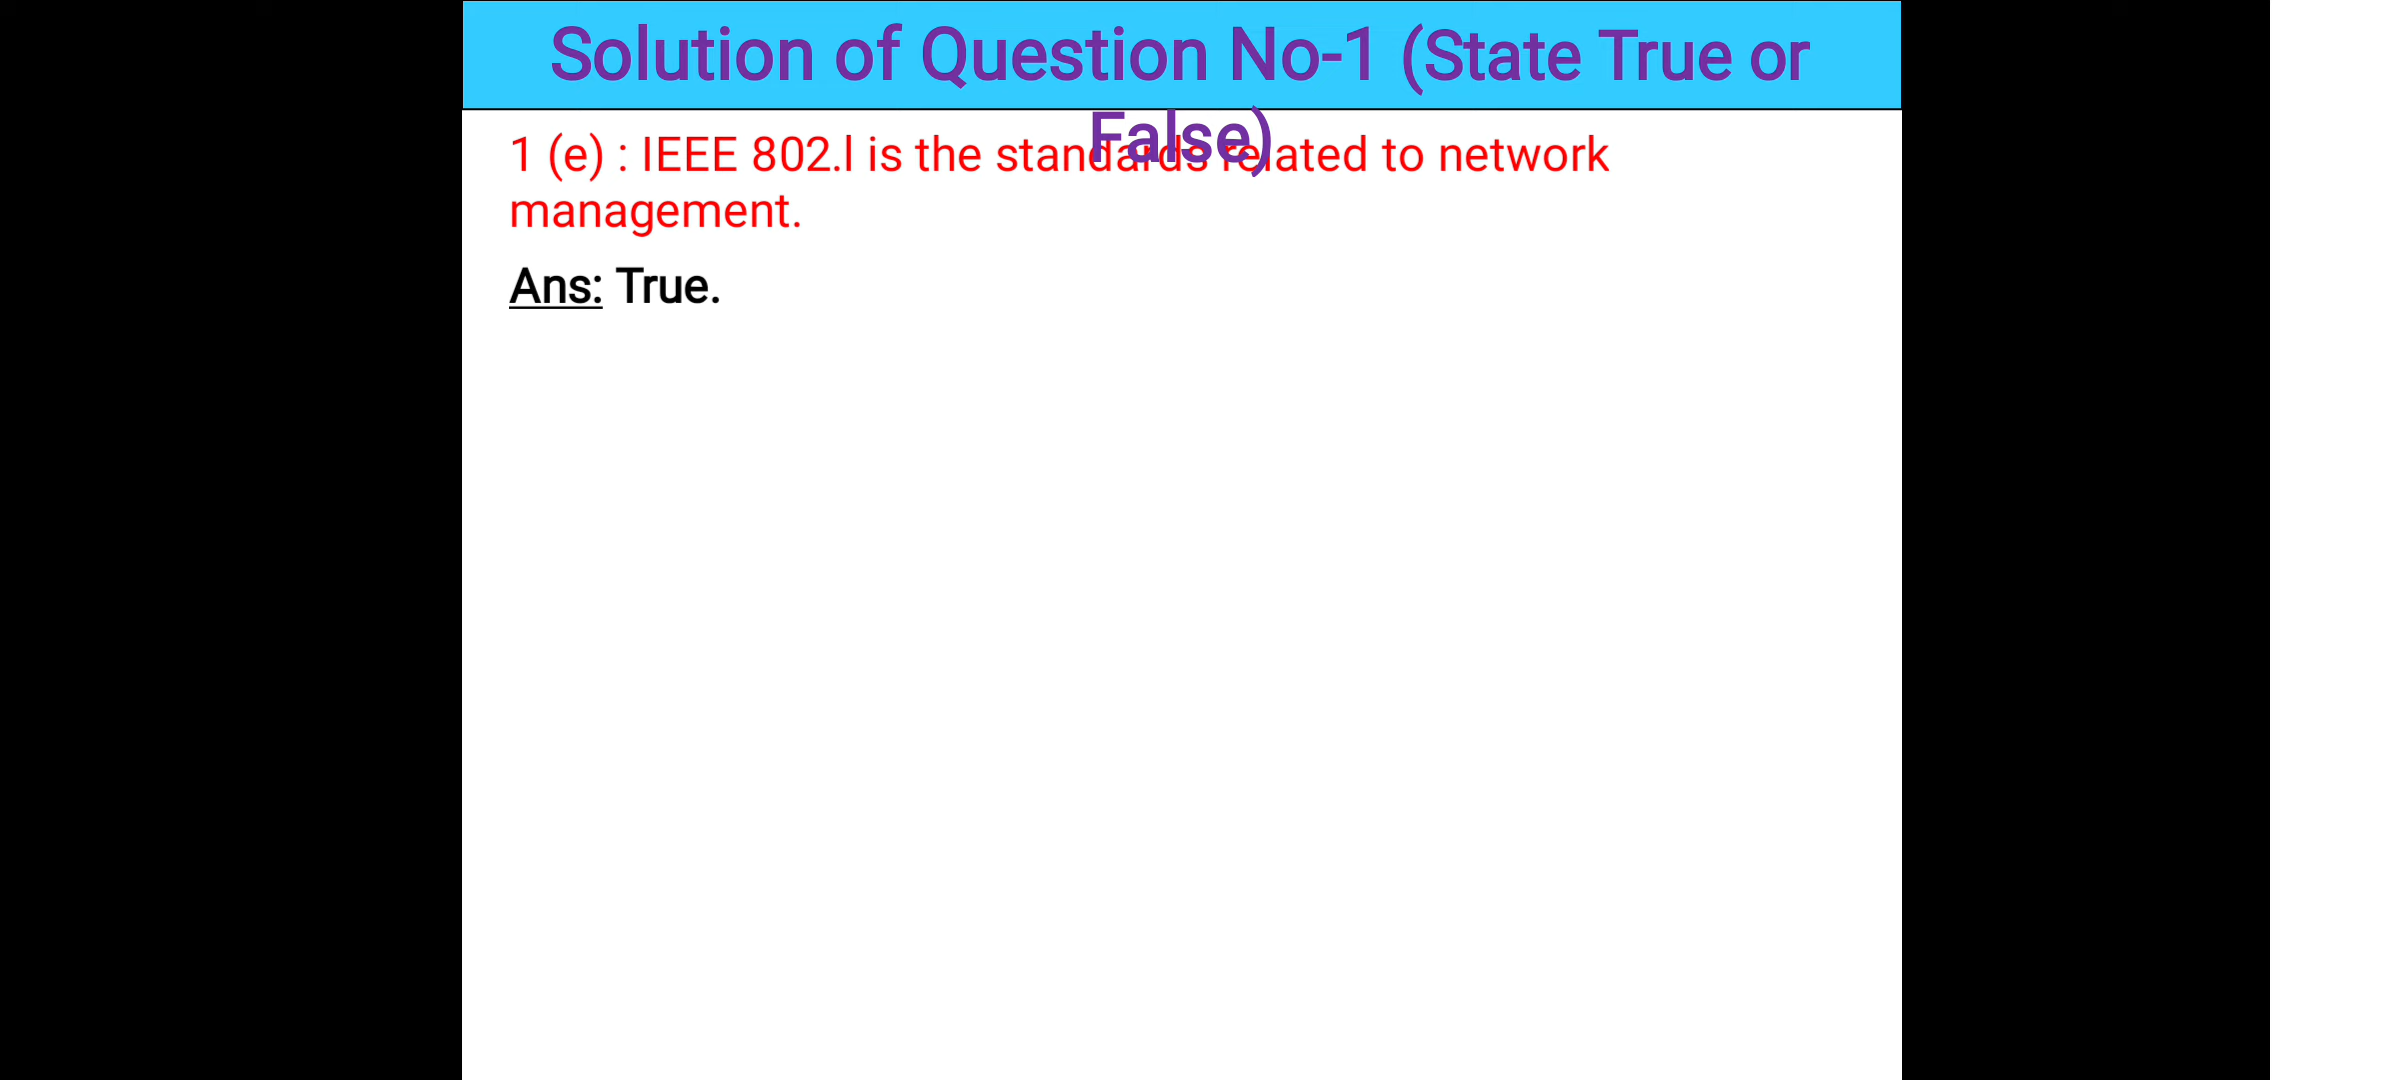 Solution of Question No-1 (State True or
False)
1 (e) : IEEE 802.l is the standards related to network
management.
Ans: True.